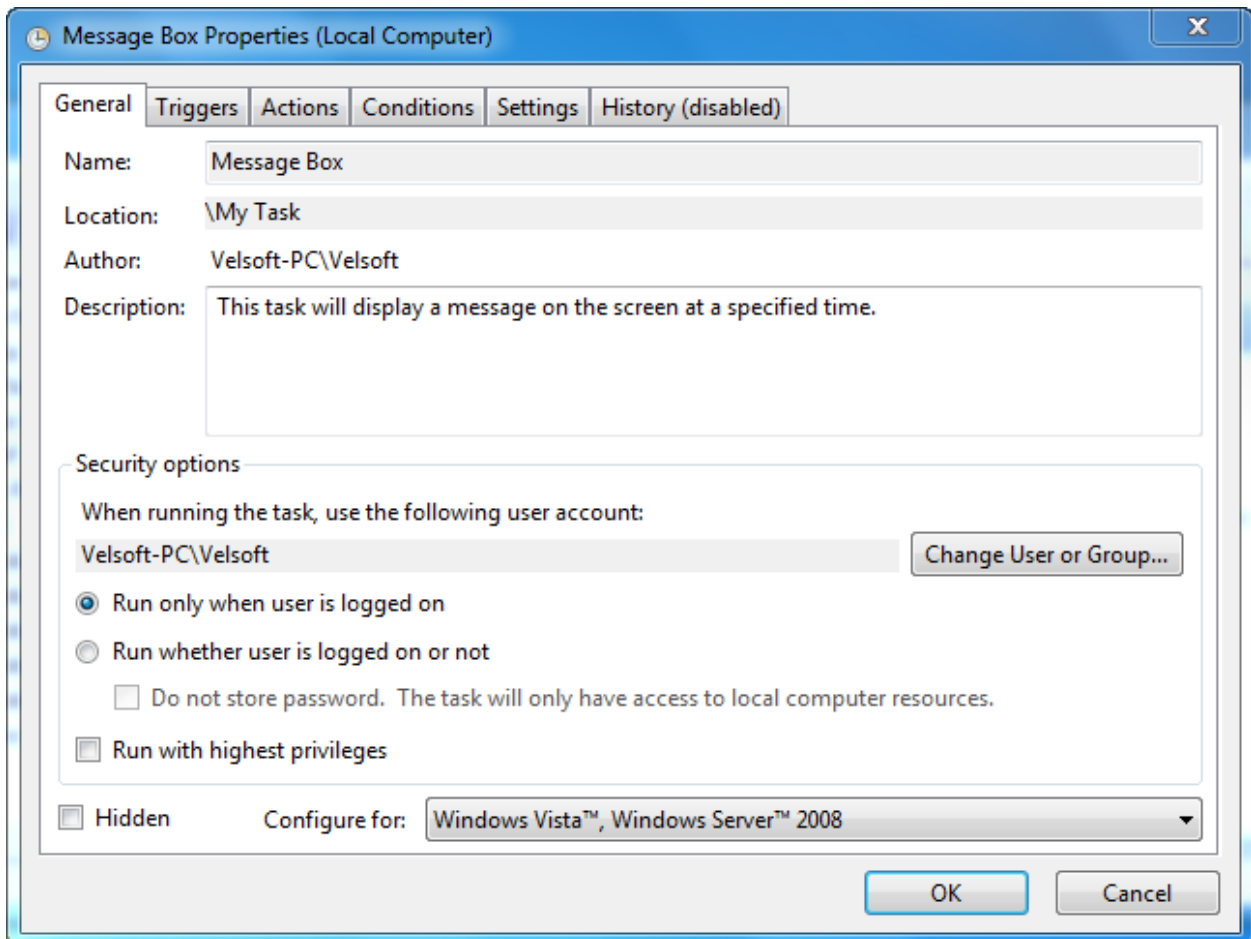 Message Box Properties (Local Computer)
General Triggers Actions Conditions Settings History (disabled)
Name: Message Box
Location: \My Task
Author: Velsoft-PC\Velsoft
Description: This task will display a message on the screen at a specified time.
Security options
When running the task, use the following user account:
Velsoft-PC\Velsoft Change User or Group...
Run only when user is logged on
Run whether user is logged on or not
Do not store password. The task will only have access to local computer resources.
Run with highest privileges
Hidden Configure for: Windows Vista™, Windows Server™ 2008
OK Cancel